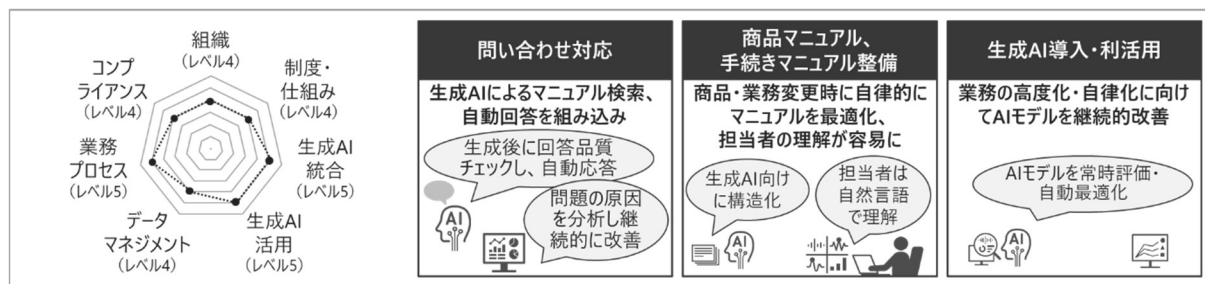 組織
(レベル4)
制度・
仕組み
(レベル4)
生成AI
統合
(レベル5)
生成AI
活用
(レベル5)
データ
マネジメント
(レベル4)
業務
プロセス
(レベル5)
コンプ
ライアンス
(レベル4)
問い合わせ対応
生成AIによるマニュアル検索、
自動回答を組み込み
生成後に回答品質
チェックし、自動応答
AI
問題の原因
を分析し継
続的に改善
商品マニュアル、
手続きマニュアル整備
商品・業務変更時に自律的に
マニュアルを最適化、
担当者の理解が容易に
生成AI向け
に構造化
AI
担当者は
自然言語
で理解
生成AI導入・利活用
業務の高度化・自律化に向け
てAIモデルを継続的改善
AIモデルを常時評価・
自動最適化
AI